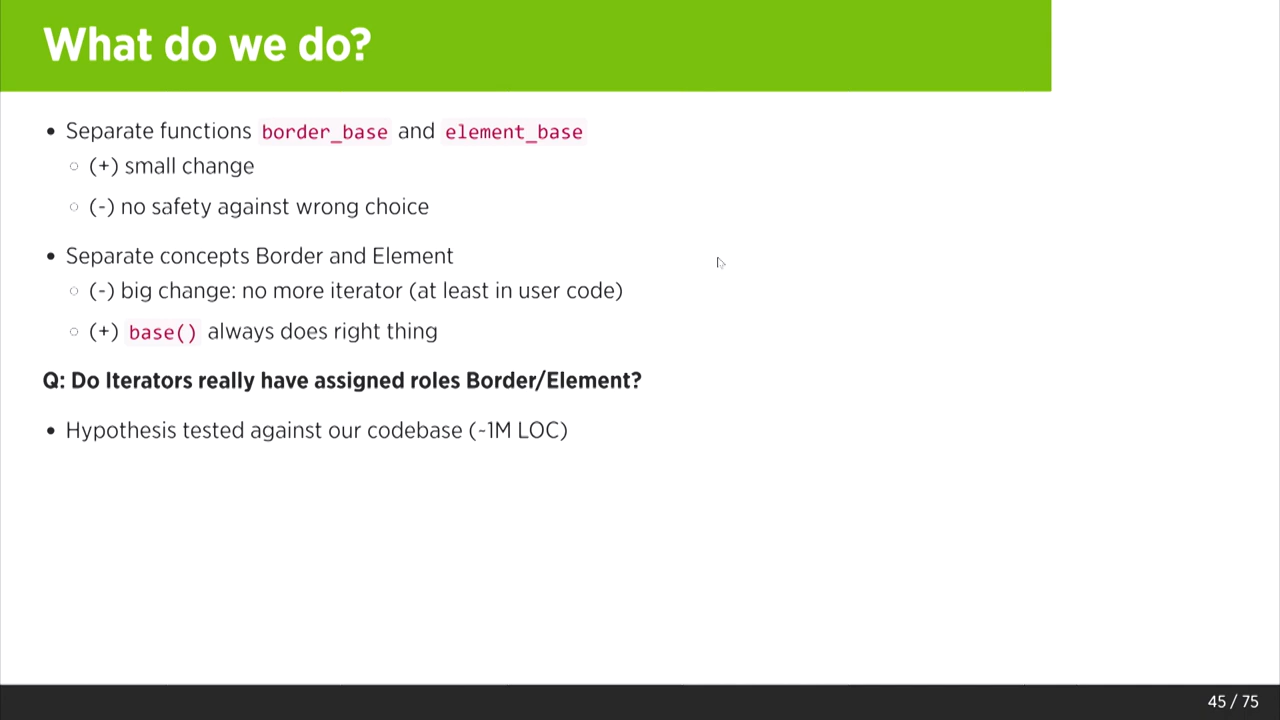 What do we do?
• Separate functions border_base and element_base
○ (+) small change
○ (-) no safety against wrong choice
• Separate concepts Border and Element
○ (-) big change: no more iterator (at least in user code)
○ (+) base() always does right thing
Q: Do Iterators really have assigned roles Border/Element?
• Hypothesis tested against our codebase (~1M LOC)
45 / 75